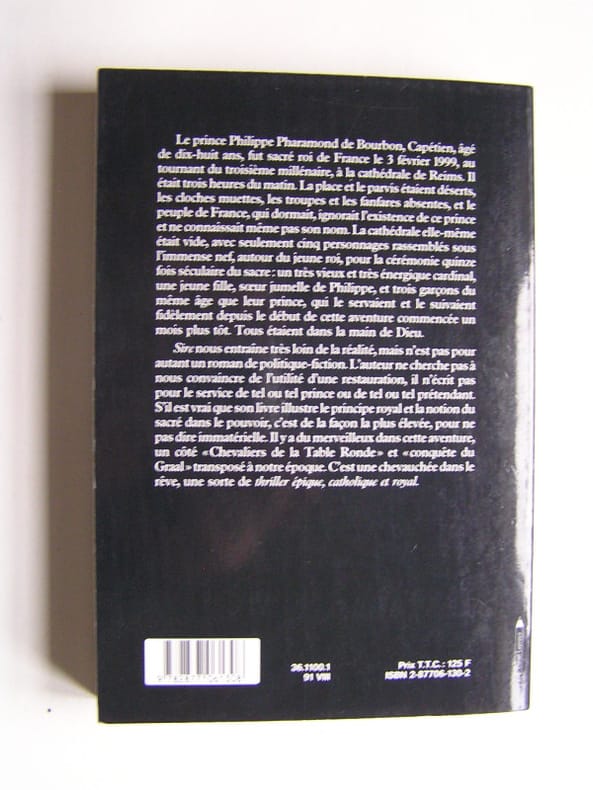 Le prince Philippe Pharamond de Bourbon, Capétien, âgé
de dix-huit ans, fut sacré roi de France le 3 février 1999, au
tournant du troisième millénaire, à la cathédrale de Reims. Il
était trois heures du matin. La place et le parvis étaient déserts,
les cloches muettes, les troupes et les fanfares absentes, et le
peuple de France, qui dormait, ignorait l'existence de ce prince
et ne connaissait même pas son nom. La cathédrale elle-même
était vide, avec seulement cinq personnages rassemblés sous
l'immense nef, autour du jeune roi, pour la cérémonie quinze
fois séculaire du sacre : un très vieux et très énergique cardinal,
une jeune fille, sœur jumelle de Philippe, et trois garçons du
même âge que leur prince, qui le servaient et le suivaient
fidèlement depuis le début de cette aventure commencée un
mois plus tôt. Tous étaient dans la main de Dieu.
Sire nous entraîne très loin de la réalité, mais n'est pas pour
autant un roman de politique-fiction. L'auteur ne cherche pas à
nous convaincre de l'utilité d'une restauration, il n'écrit pas
pour le service de tel ou tel prince ou de tel ou tel prétendant.
S'il est vrai que son livre illustre le principe royal et la notion du
sacré dans le pouvoir, c'est de la façon la plus élevée, pour ne
pas dire immatérielle. Il y a du merveilleux dans cette aventure,
un côté «Chevaliers de la Table Ronde» et «conquête du
Graal» transposé à notre époque. C'est une chevauchée dans le
rêve, une sorte de thriller épique, catholique et royal.
36.1100.1
91 VIII
Prix T.T.C. : 125 F
ISBN 2-87706-130-2